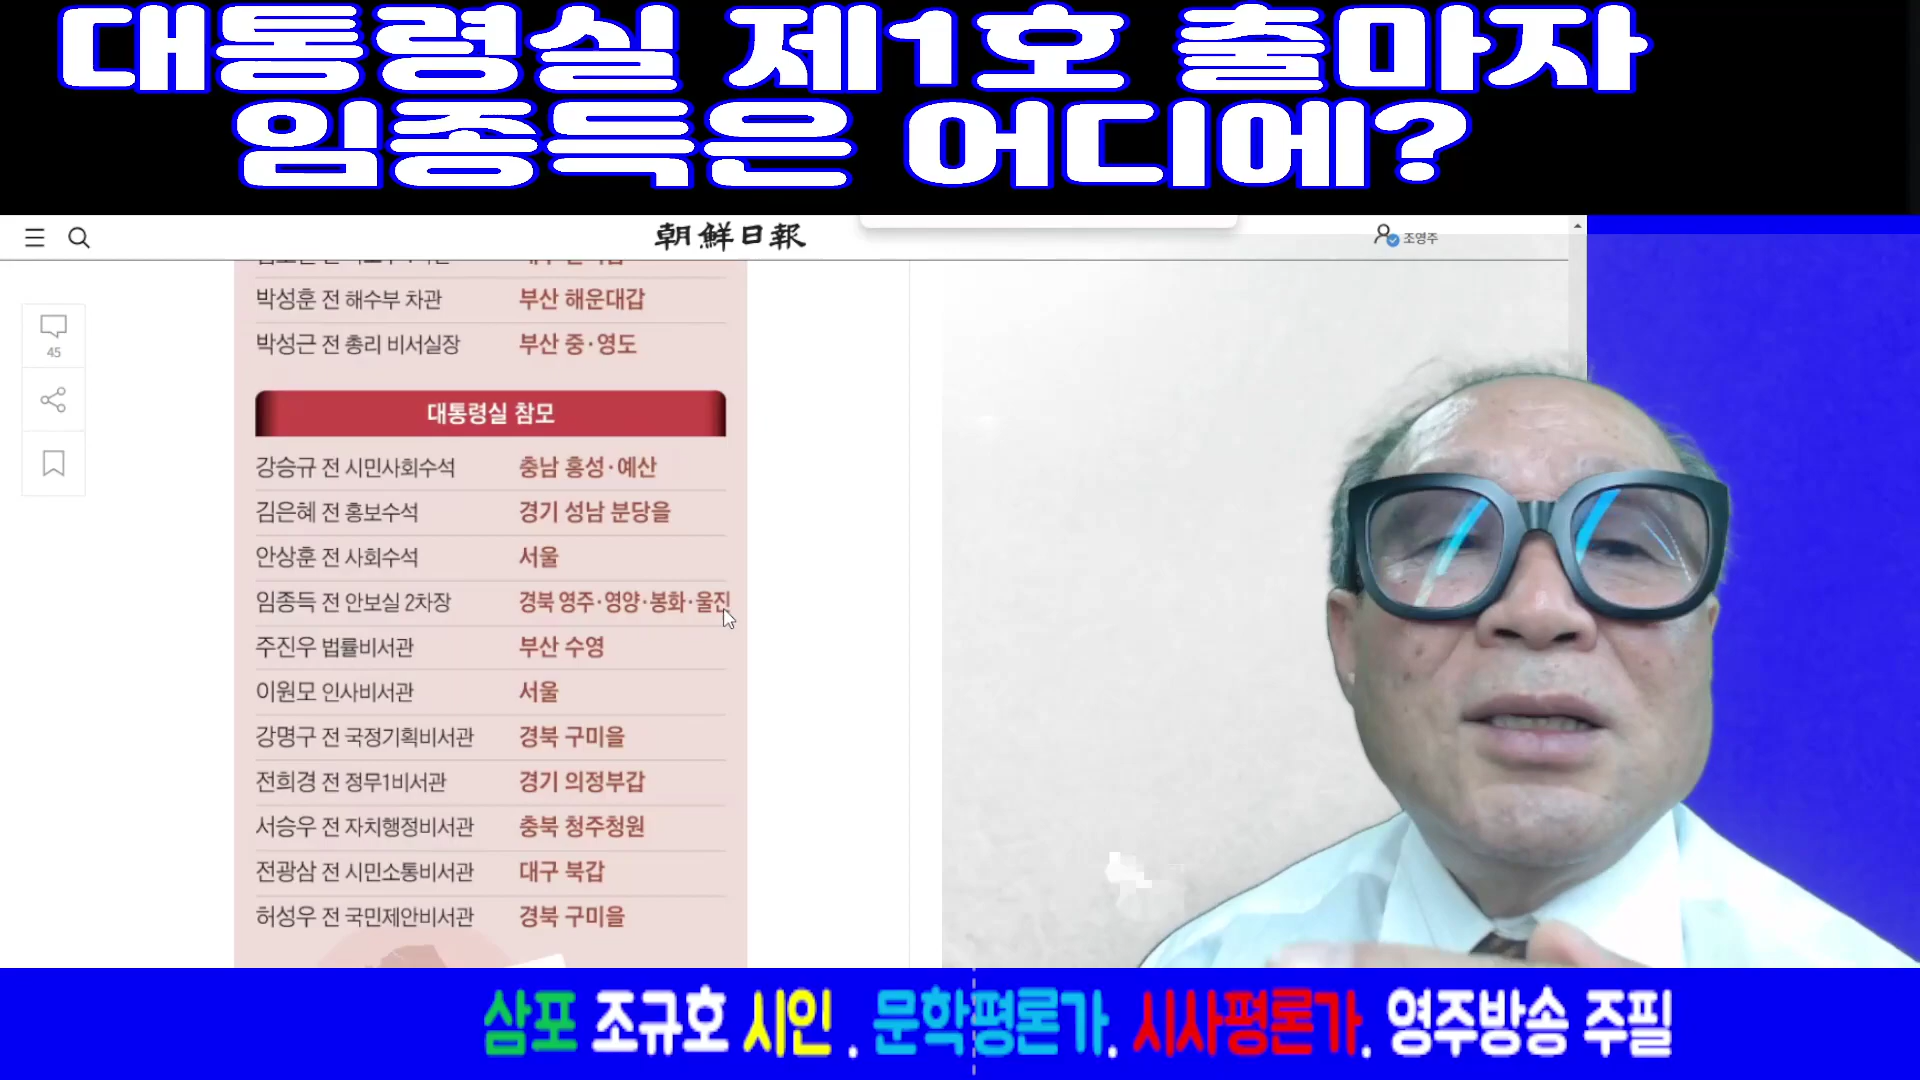 대통령실 제1호 출마자
임종득은 어디에?
朝鮮日報
조영주
45
박성훈 전 해수부 차관 부산 해운대갑
박성근 전 총리 비서실장 부산 중·영도
대통령실 참모
강승규 전 시민사회수석 충남 홍성·예산
김은혜 전 홍보수석 경기 성남 분당을
안상훈 전 사회수석 서울
임종득 전 안보실 2차장 경북 영주·영양·봉화·울진
주진우 법률비서관 부산 수영
이원모 인사비서관 서울
강명구 전 국정기획비서관 경북 구미을
전희경 전 정무1비서관 경기 의정부갑
서승우 전 자치행정비서관 충북 청주청원
전광삼 전 시민소통비서관 대구 북갑
허성우 전 국민제안비서관 경북 구미을
삼포 조규호 시인 . 문학평론가. 시사평론가. 영주방송 주필